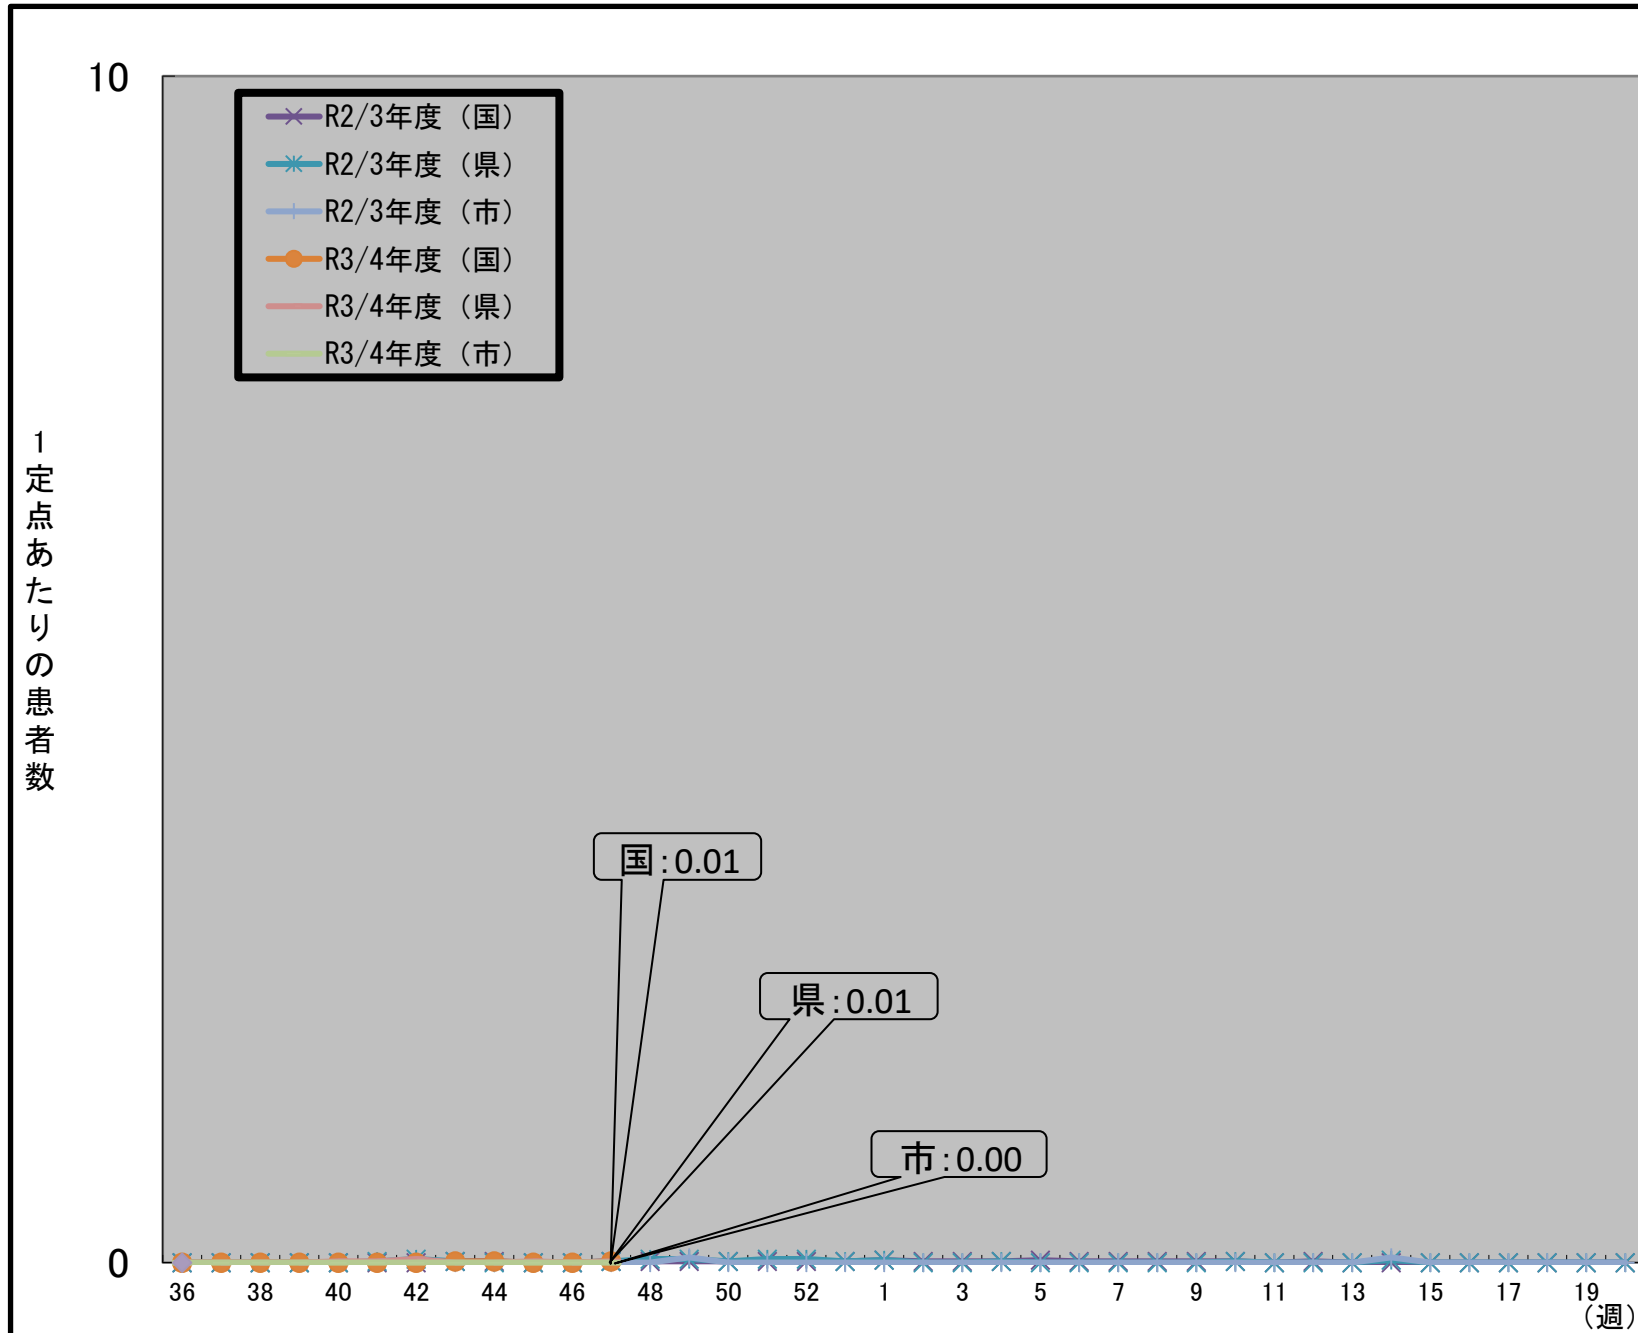 10
R2/3年度（国）
R2/3年度（県）
R2/3年度（市）
R3/4年度（国）
R3/4年度（県）
R3/4年度（市）
1定点あたりの患者数
国：0.01
県：0.01
市：0.00
0
36 38 40 42 44 46 48 50 52 1 3 5 7 9 11 13 15 17 19
（週）